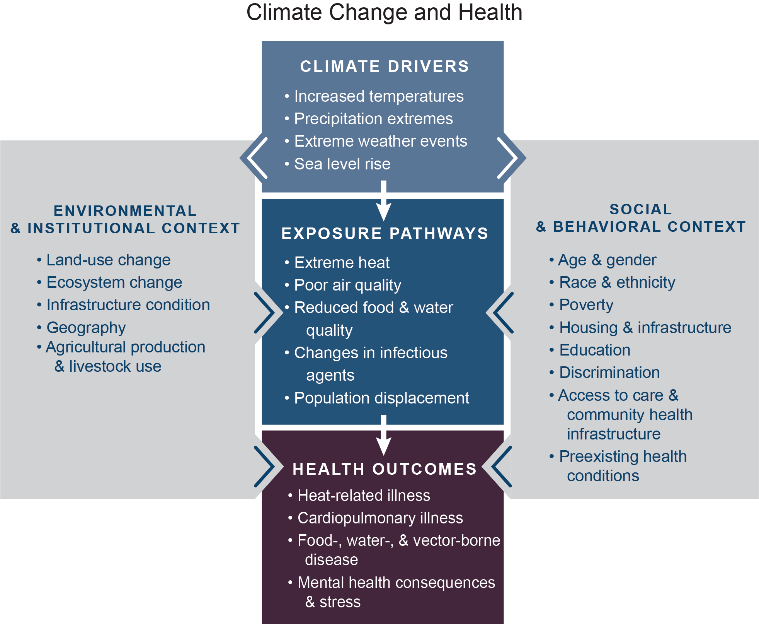 Climate Change and Health
CLIMATE DRIVERS
• Increased temperatures
• Precipitation extremes
• Extreme weather events
• Sea level rise
ENVIRONMENTAL
& INSTITUTIONAL CONTEXT
• Land-use change
• Ecosystem change
• Infrastructure condition
• Geography
• Agricultural production
& livestock use
EXPOSURE PATHWAYS
• Extreme heat
• Poor air quality
• Reduced food & water
quality
• Changes in infectious
agents
• Population displacement
SOCIAL
& BEHAVIORAL CONTEXT
• Age & gender
• Race & ethnicity
• Poverty
• Housing & infrastructure
• Education
• Discrimination
• Access to care &
community health
infrastructure
• Preexisting health
conditions
HEALTH OUTCOMES
• Heat-related illness
• Cardiopulmonary illness
• Food-, water-, & vector-borne
disease
• Mental health consequences
& stress